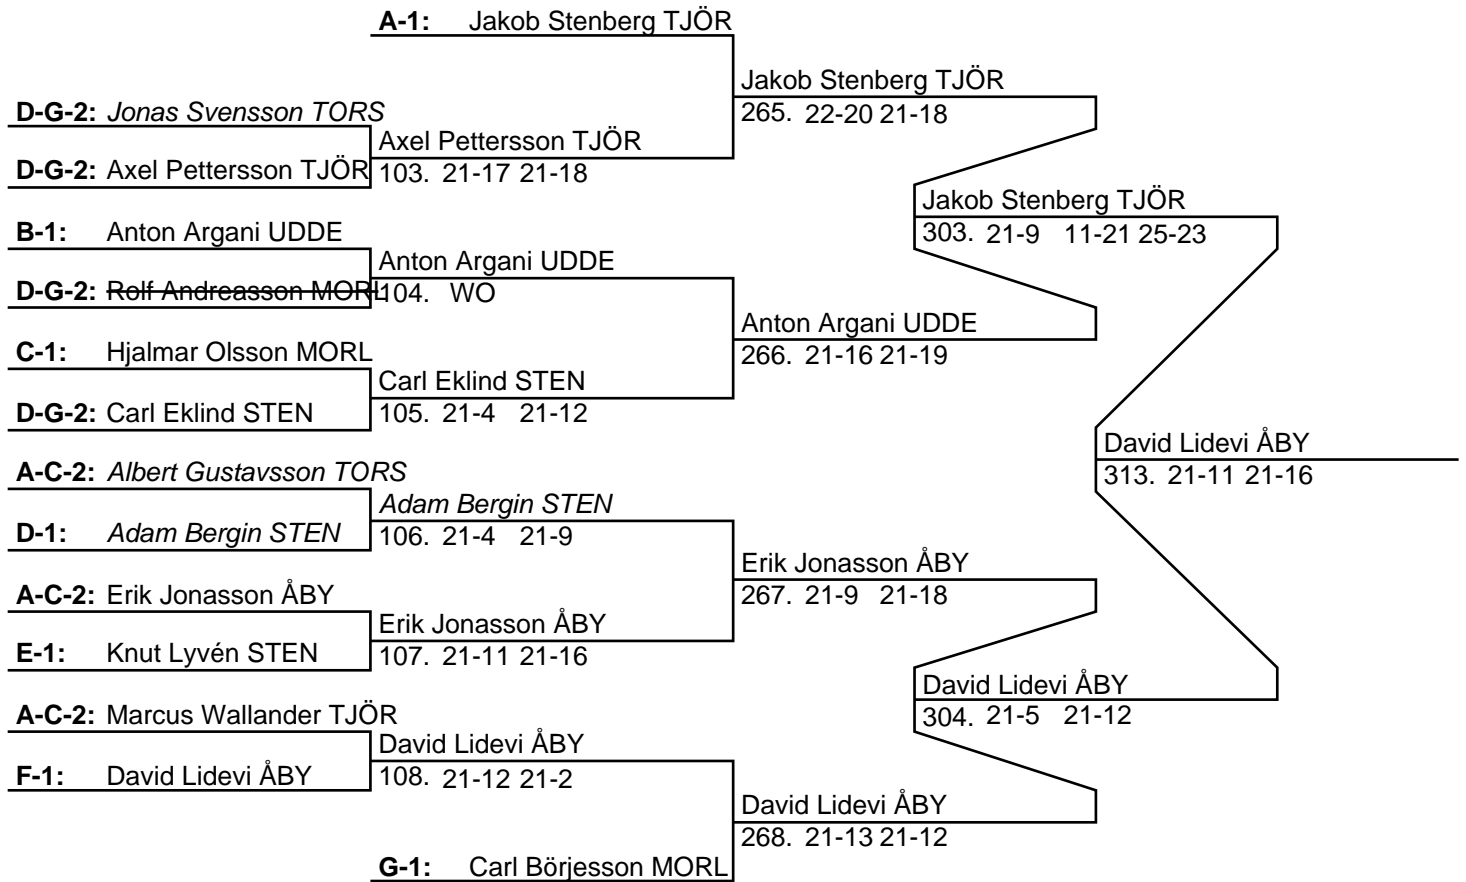 A-1: Jakob Stenberg TJÖR
Jakob Stenberg TJÖR
265. 22-20 21-18
D-G-2: Jonas Svensson TORS
Axel Pettersson TJÖR
D-G-2: Axel Pettersson TJÖR
103. 21-17 21-18
Jakob Stenberg TJÖR
303. 21-9 11-21 25-23
B-1: Anton Argani UDDE
Anton Argani UDDE
D-G-2: Rolf Andreasson MORL
104. WO
Anton Argani UDDE
266. 21-16 21-19
C-1: Hjalmar Olsson MORL
Carl Eklind STEN
D-G-2: Carl Eklind STEN
105. 21-4 21-12
David Lidevi ÅBY
313. 21-11 21-16
A-C-2: Albert Gustavsson TORS
Adam Bergin STEN
D-1: Adam Bergin STEN
106. 21-4 21-9
Erik Jonasson ÅBY
267. 21-9 21-18
A-C-2: Erik Jonasson ÅBY
Erik Jonasson ÅBY
E-1: Knut Lyvén STEN
107. 21-11 21-16
David Lidevi ÅBY
304. 21-5 21-12
A-C-2: Marcus Wallander TJÖR
David Lidevi ÅBY
F-1: David Lidevi ÅBY
108. 21-12 21-2
David Lidevi ÅBY
268. 21-13 21-12
G-1: Carl Börjesson MORL